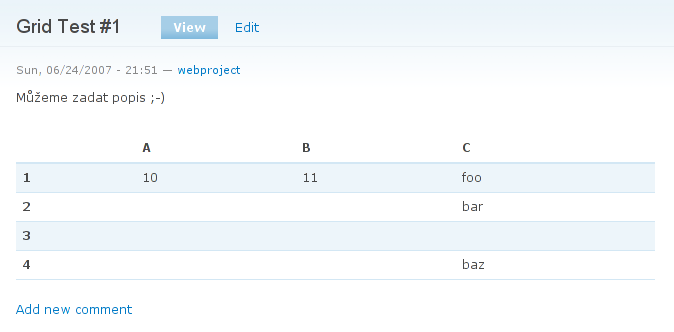 Grid Test #1 View Edit
Sun, 06/24/2007 - 21:51 — webproject
Můžeme zadat popis ;-)
A B C
1 10 11 foo
2 bar
3
4 baz
Add new comment